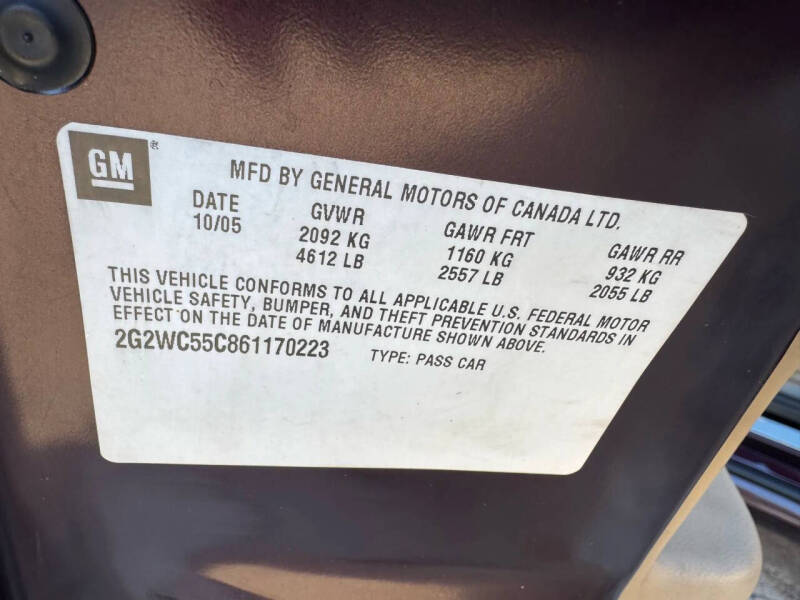 GM®
MFD BY GENERAL MOTORS OF CANADA LTD.
DATE GVWR GAWR FRT GAWR RR
10/05 2092 KG 1160 KG 932 KG
4612 LB 2557 LB 2055 LB
THIS VEHICLE CONFORMS TO ALL APPLICABLE U.S. FEDERAL MOTOR
VEHICLE SAFETY, BUMPER, AND THEFT PREVENTION STANDARDS IN
EFFECT ON THE DATE OF MANUFACTURE SHOWN ABOVE.
2G2WC55C861170223 TYPE: PASS CAR